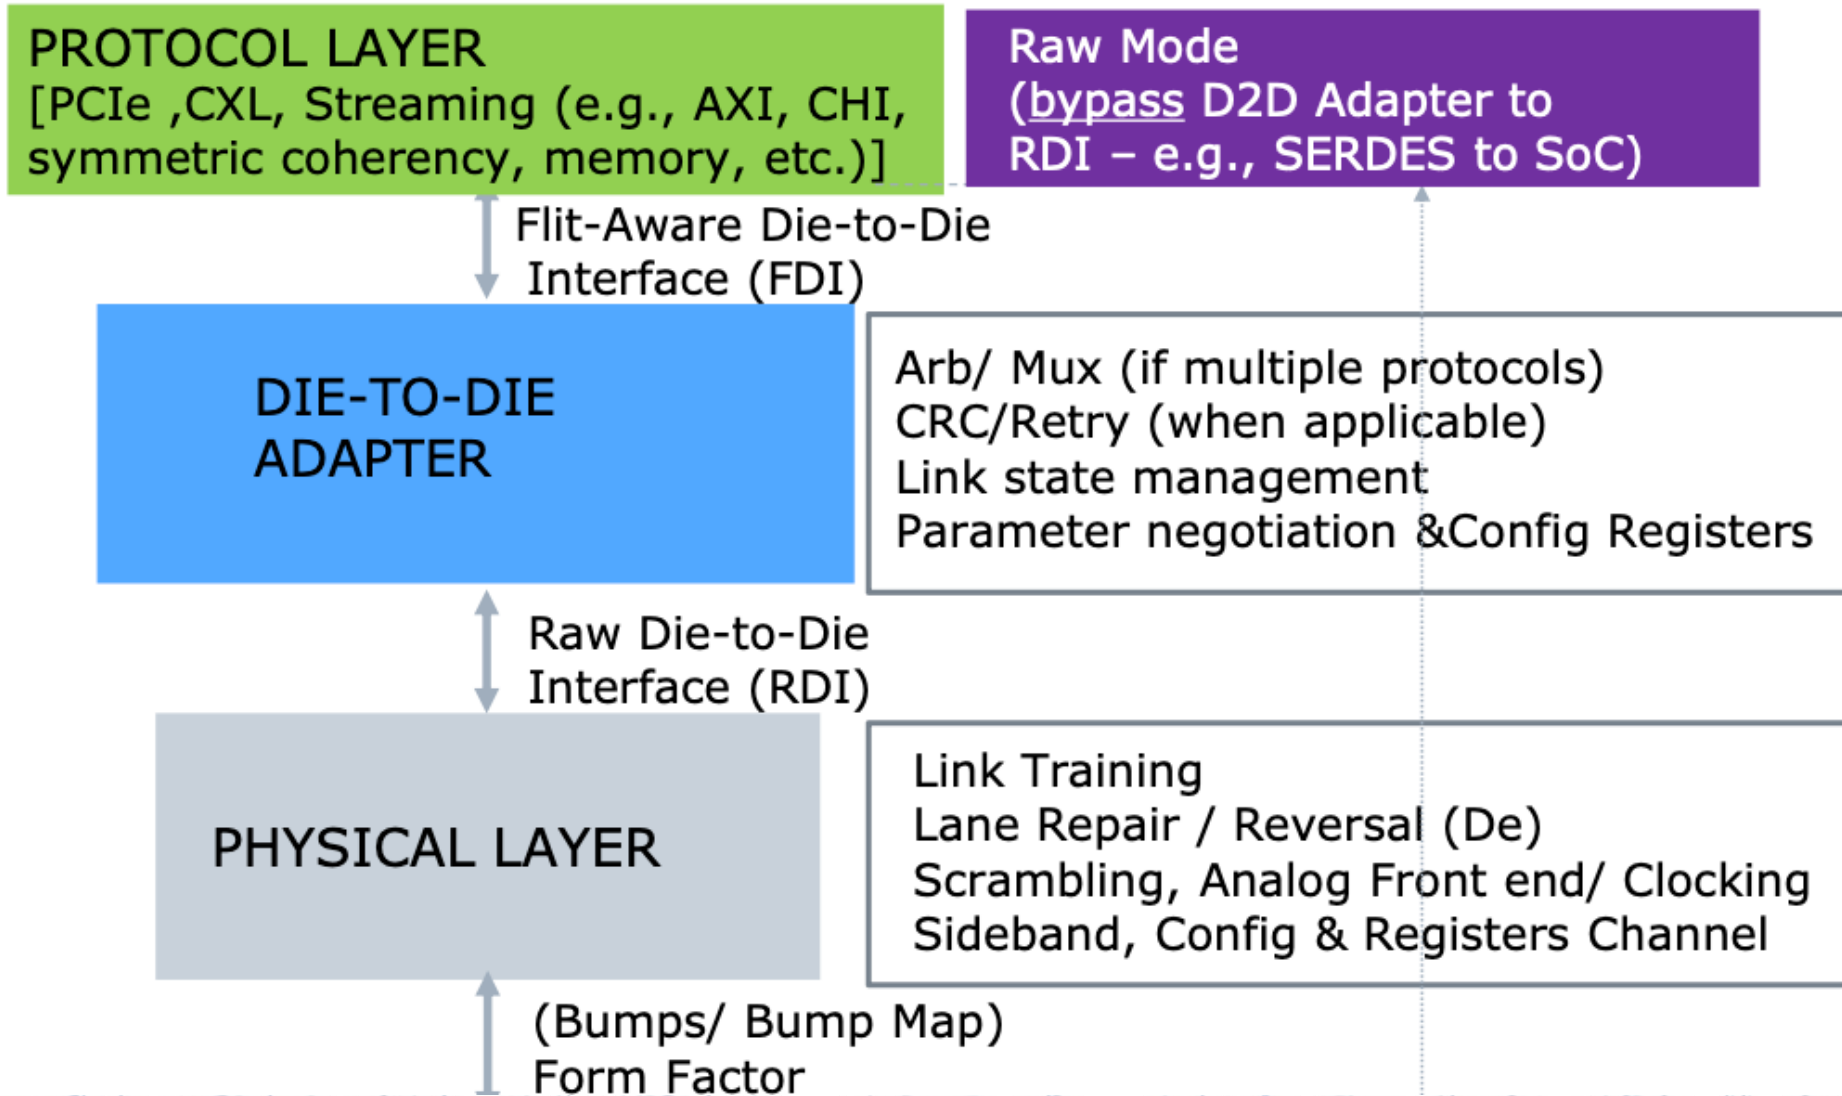 PROTOCOL LAYER
[PCIe ,CXL, Streaming (e.g., AXI, CHI,
symmetric coherency, memory, etc.)]
Raw Mode
(bypass D2D Adapter to
RDI – e.g., SERDES to SoC)
Flit-Aware Die-to-Die
Interface (FDI)
DIE-TO-DIE
ADAPTER
Arb/ Mux (if multiple protocols)
CRC/Retry (when applicable)
Link state management
Parameter negotiation &Config Registers
Raw Die-to-Die
Interface (RDI)
PHYSICAL LAYER
Link Training
Lane Repair / Reversal (De)
Scrambling, Analog Front end/ Clocking
Sideband, Config & Registers Channel
(Bumps/ Bump Map)
Form Factor